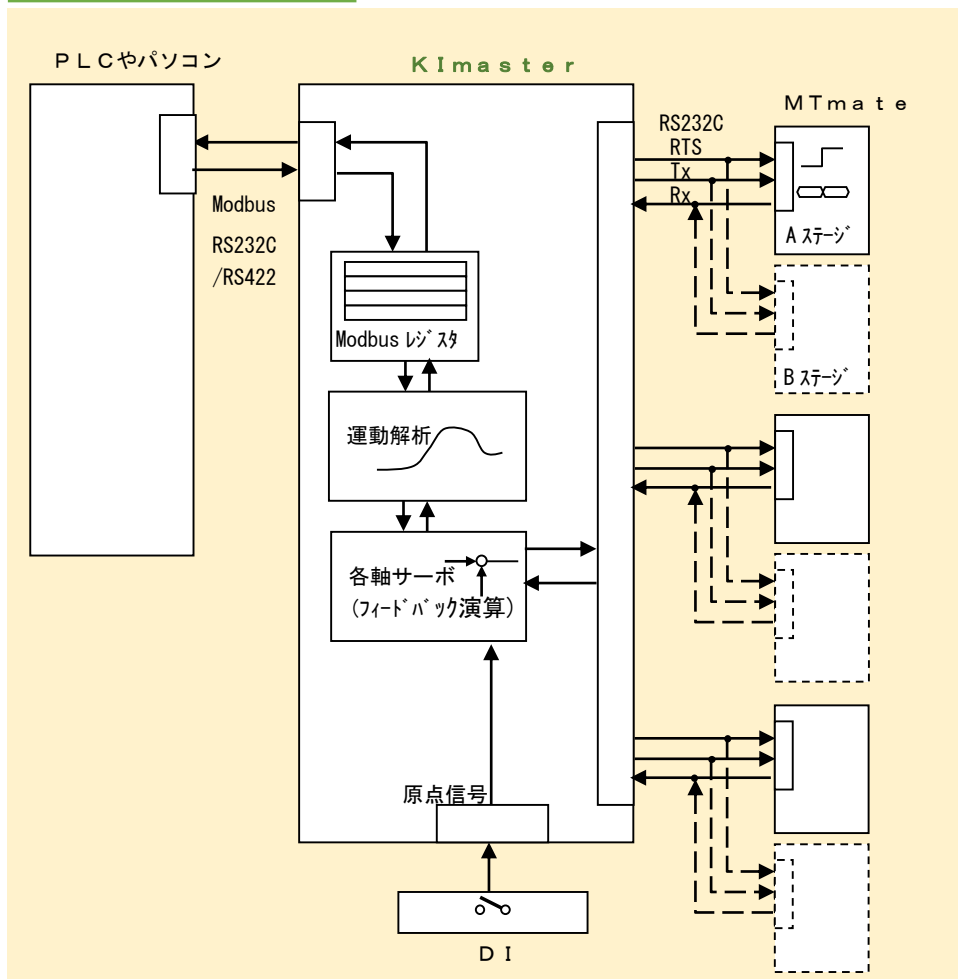 ＰＬＣやパソコン
ＫＩｍａｓｔｅｒ
ＭＴｍａｔｅ
RS232C
RTS
Tx
Rx
Modbus
RS232C
/RS422
Aｽﾃｰｼﾞ
Modbusﾚｼﾞｽﾀ
Bｽﾃｰｼﾞ
運動解析
各軸サーボ
(ﾌｨｰﾄﾞﾊﾞｯｸ演算)
原点信号
ＤＩ